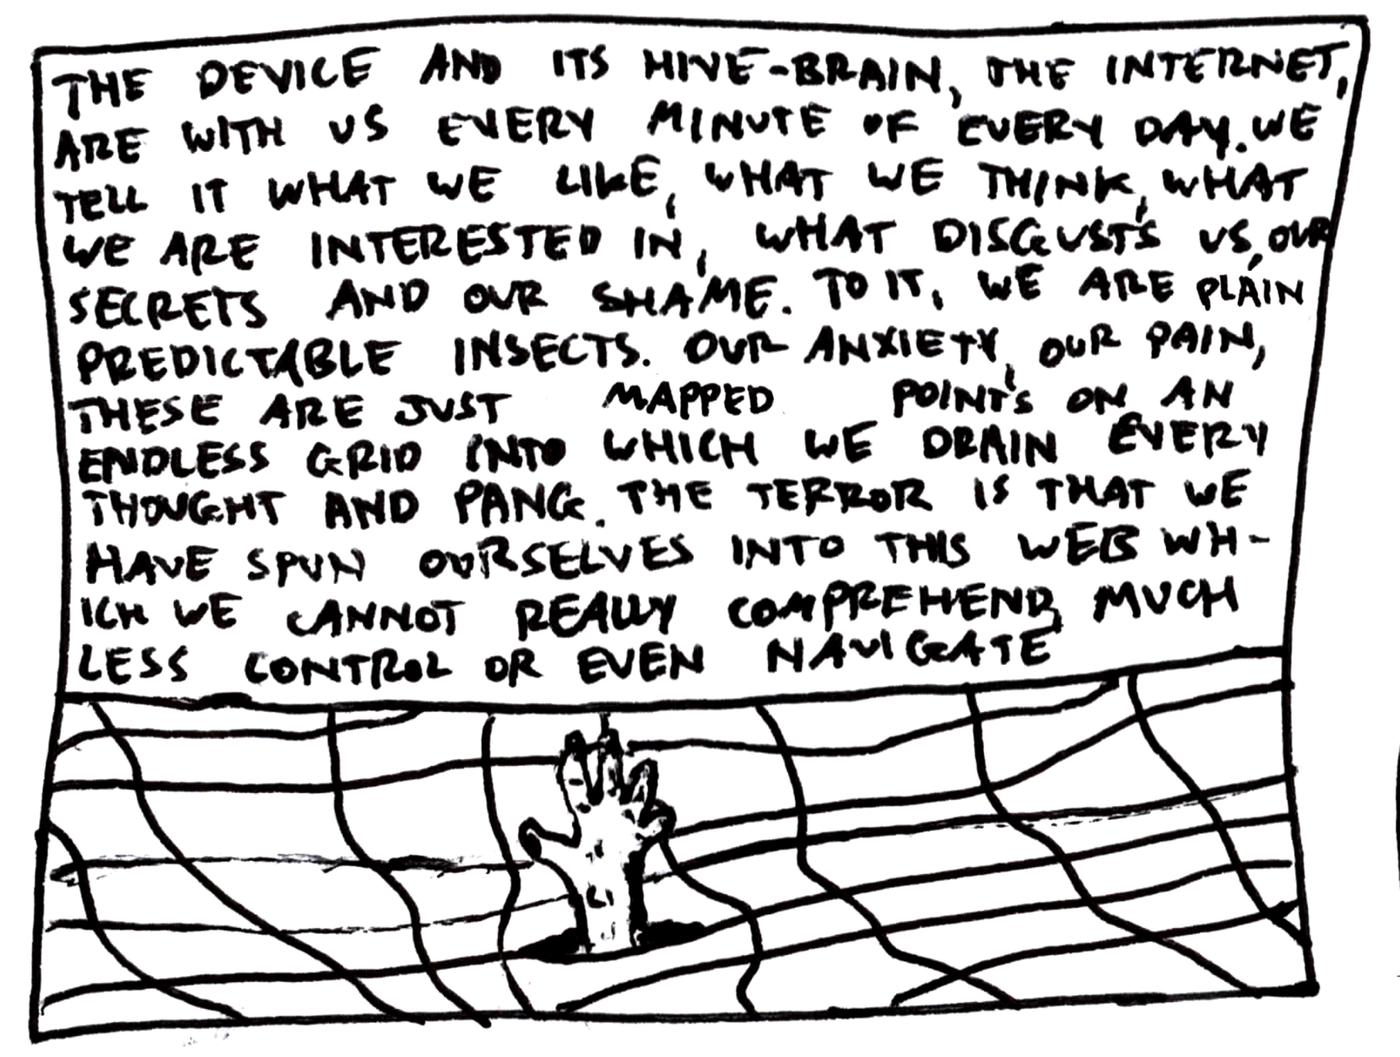 THE DEVICE AND ITS HIVE-BRAIN, THE INTERNET,
ARE WITH US EVERY MINUTE OF EVERY DAY. WE
TELL IT WHAT WE LIKE, WHAT WE THINK, WHAT
WE ARE INTERESTED IN, WHAT DISGUSTS US, OUR
SECRETS AND OUR SHAME. TO IT, WE ARE PLAIN
PREDICTABLE INSECTS. OUR ANXIETY, OUR PAIN,
THESE ARE JUST MAPPED POINTS ON AN
ENDLESS GRID INTO WHICH WE DRAIN EVERY
THOUGHT AND PANG. THE TERROR IS THAT WE
HAVE SPUN OURSELVES INTO THIS WEB WH-
ICH WE CANNOT REALLY COMPREHEND, MUCH
LESS CONTROL OR EVEN NAVIGATE